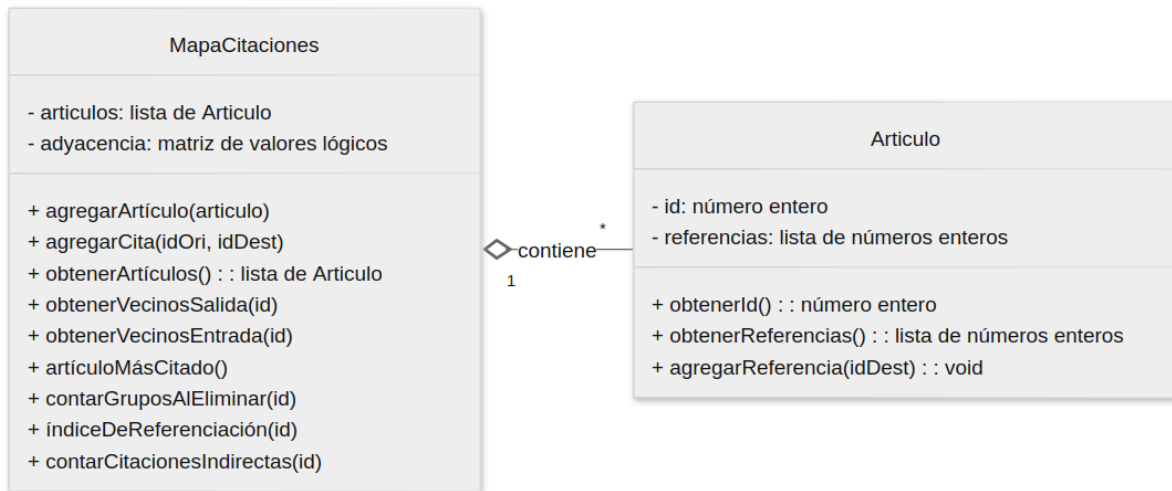 MapaCitaciones
- articulos: lista de Articulo
- adyacencia: matriz de valores lógicos
+ agregarArtículo(articulo)
+ agregarCita(idOri, idDest)
+ obtenerArtículos() : : lista de Articulo
+ obtenerVecinosSalida(id)
+ obtenerVecinosEntrada(id)
+ artículoMásCitado()
+ contarGruposAlEliminar(id)
+ índiceDeReferenciación(id)
+ contarCitacionesIndirectas(id)
*
contiene
1
Articulo
- id: número entero
- referencias: lista de números enteros
+ obtenerId() : : número entero
+ obtenerReferencias() : : lista de números enteros
+ agregarReferencia(idDest) : : void